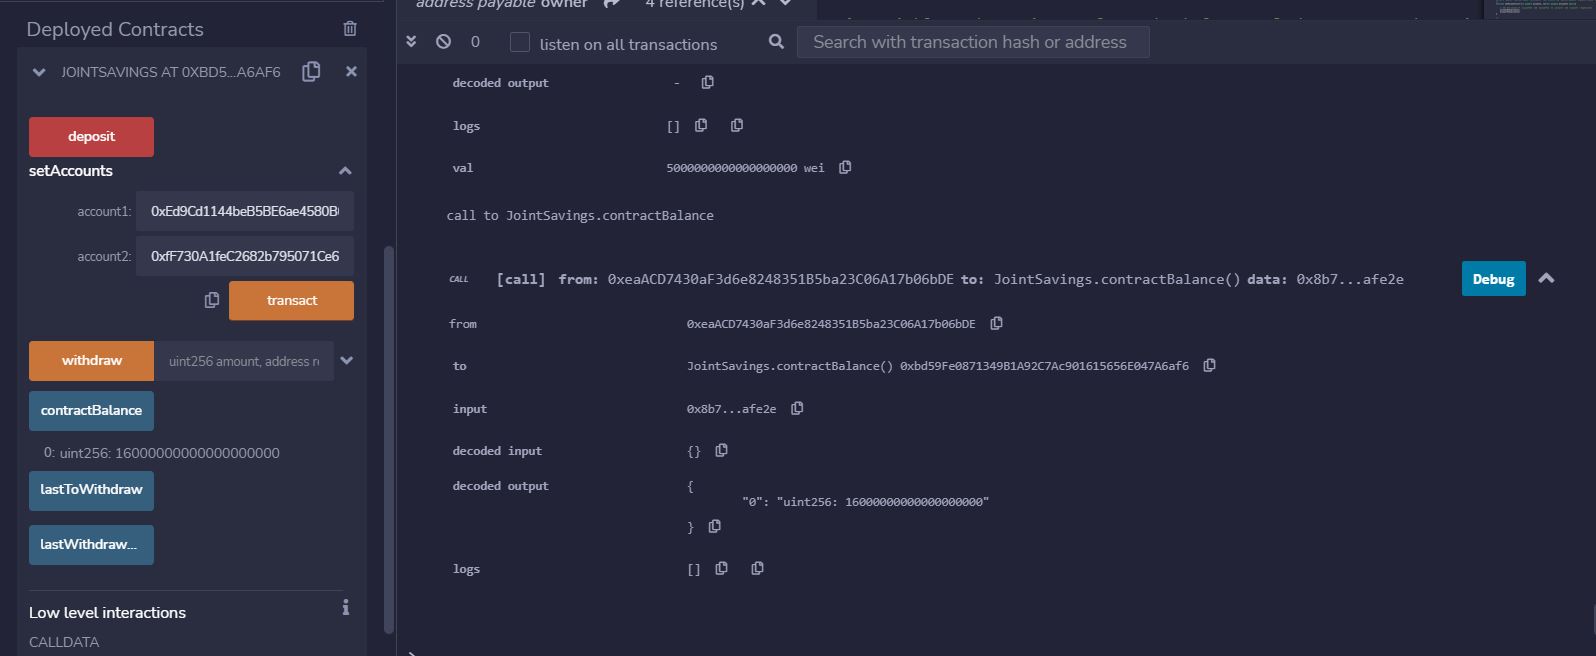 address payable owner 4 reference(s)
Deployed Contracts
0 listen on all transactions Search with transaction hash or address
JOINTSAVINGS AT 0XBD5...A6AF6
deposit
setAccounts
account1: 0xEd9Cd1144beB5BE6ae4580B
account2: 0xfF730A1feC2682b795071Ce6
transact
withdraw uint256 amount, address r
contractBalance
0: uint256: 16000000000000000000
lastToWithdraw
lastWithdraw...
Low level interactions
CALLDATA
decoded output -
logs []
val 5000000000000000000 wei
call to JointSavings.contractBalance
CALL [call] from: 0xeaACD7430aF3d6e8248351B5ba23C06A17b06bDE to: JointSavings.contractBalance() data: 0x8b7...afe2e Debug
from 0xeaACD7430aF3d6e8248351B5ba23C06A17b06bDE
to JointSavings.contractBalance() 0xbd59Fe0871349B1A92C7Ac901615656E047A6af6
input 0x8b7...afe2e
decoded input {}
decoded output {
"0": "uint256: 16000000000000000000"
}
logs []
>